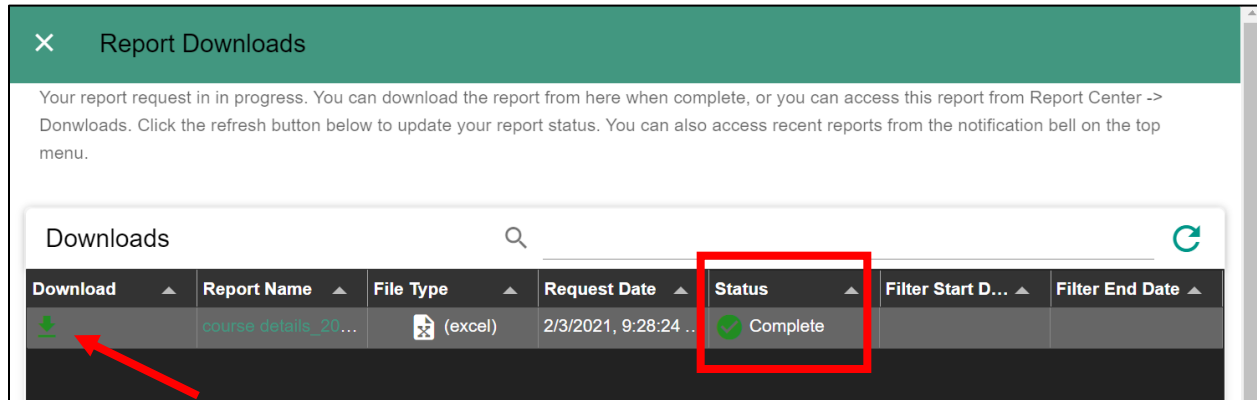 Report Downloads
Your report request in in progress. You can download the report from here when complete, or you can access this report from Report Center ->
Donwloads. Click the refresh button below to update your report status. You can also access recent reports from the notification bell on the top
menu.
Downloads
Download Report Name File Type Request Date Status Filter Start D... Filter End Date
course details_20... (excel) 2/3/2021, 9:28:24 ... Complete